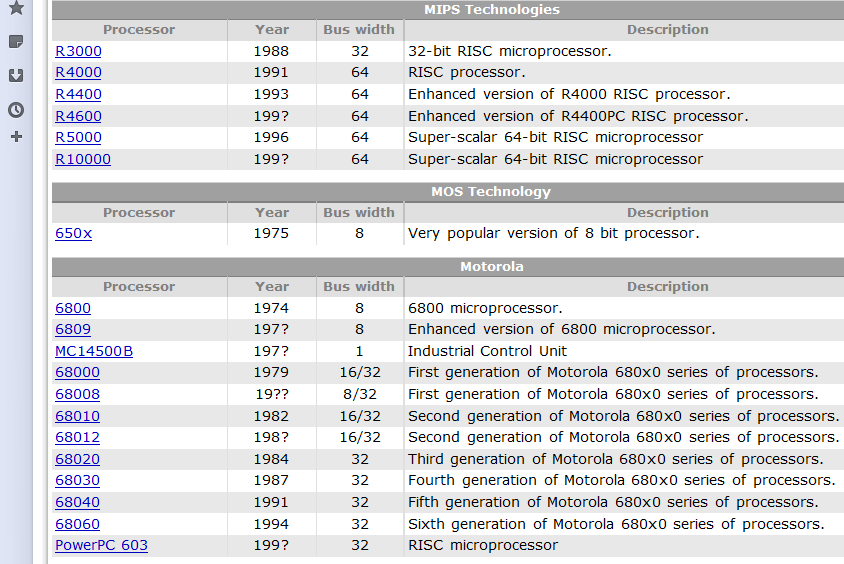 MIPS Technologies
Processor Year Bus width Description
R3000 1988 32 32-bit RISC microprocessor.
R4000 1991 64 RISC processor.
R4400 1993 64 Enhanced version of R4000 RISC processor.
R4600 199? 64 Enhanced version of R4400PC RISC processor.
R5000 1996 64 Super-scalar 64-bit RISC microprocessor
R10000 199? 64 Super-scalar 64-bit RISC microprocessor
MOS Technology
Processor Year Bus width Description
650x 1975 8 Very popular version of 8 bit processor.
Motorola
Processor Year Bus width Description
6800 1974 8 6800 microprocessor.
6809 197? 8 Enhanced version of 6800 microprocessor.
MC14500B 197? 1 Industrial Control Unit
68000 1979 16/32 First generation of Motorola 680x0 series of processors.
68008 19?? 8/32 First generation of Motorola 680x0 series of processors.
68010 1982 16/32 Second generation of Motorola 680x0 series of processors.
68012 198? 16/32 Second generation of Motorola 680x0 series of processors.
68020 1984 32 Third generation of Motorola 680x0 series of processors.
68030 1987 32 Fourth generation of Motorola 680x0 series of processors.
68040 1991 32 Fifth generation of Motorola 680x0 series of processors.
68060 1994 32 Sixth generation of Motorola 680x0 series of processors.
PowerPC 603 199? 32 RISC microprocessor